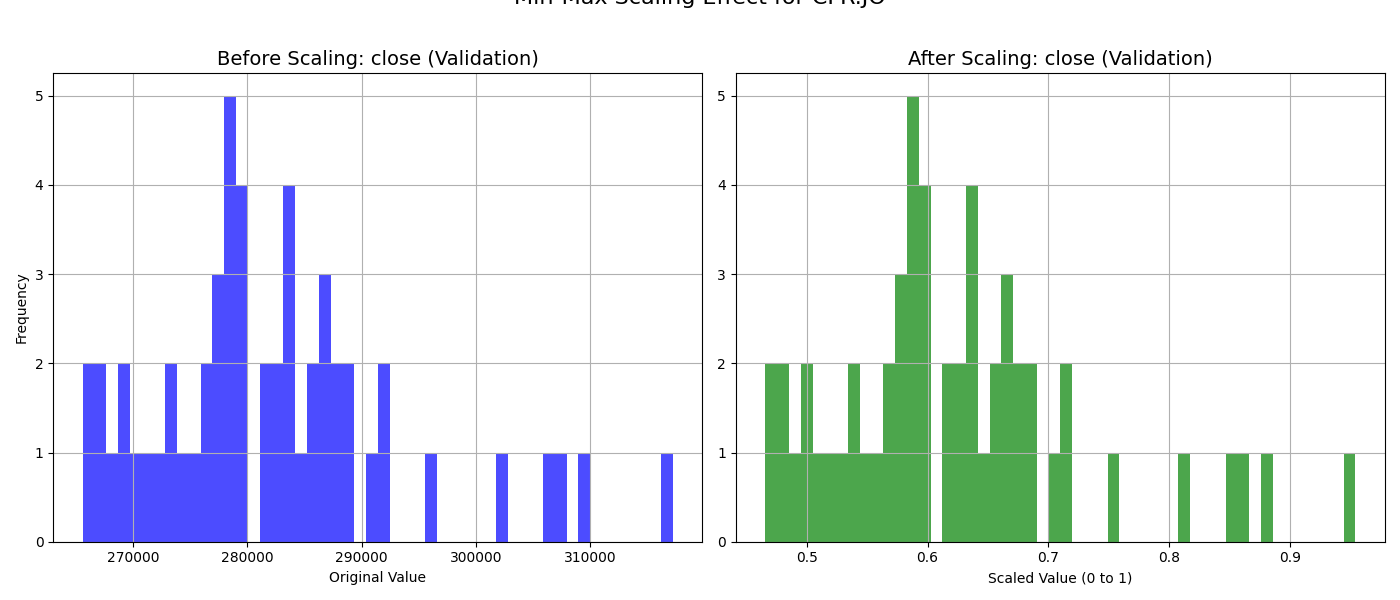 Min-Max Scaling Effect for
Before Scaling: close (Validation)
5
4
3
2
1
0
Frequency
270000 280000 290000 300000 310000
Original Value
After Scaling: close (Validation)
5
4
3
2
1
0
0.5 0.6 0.7 0.8 0.9
Scaled Value (0 to 1)